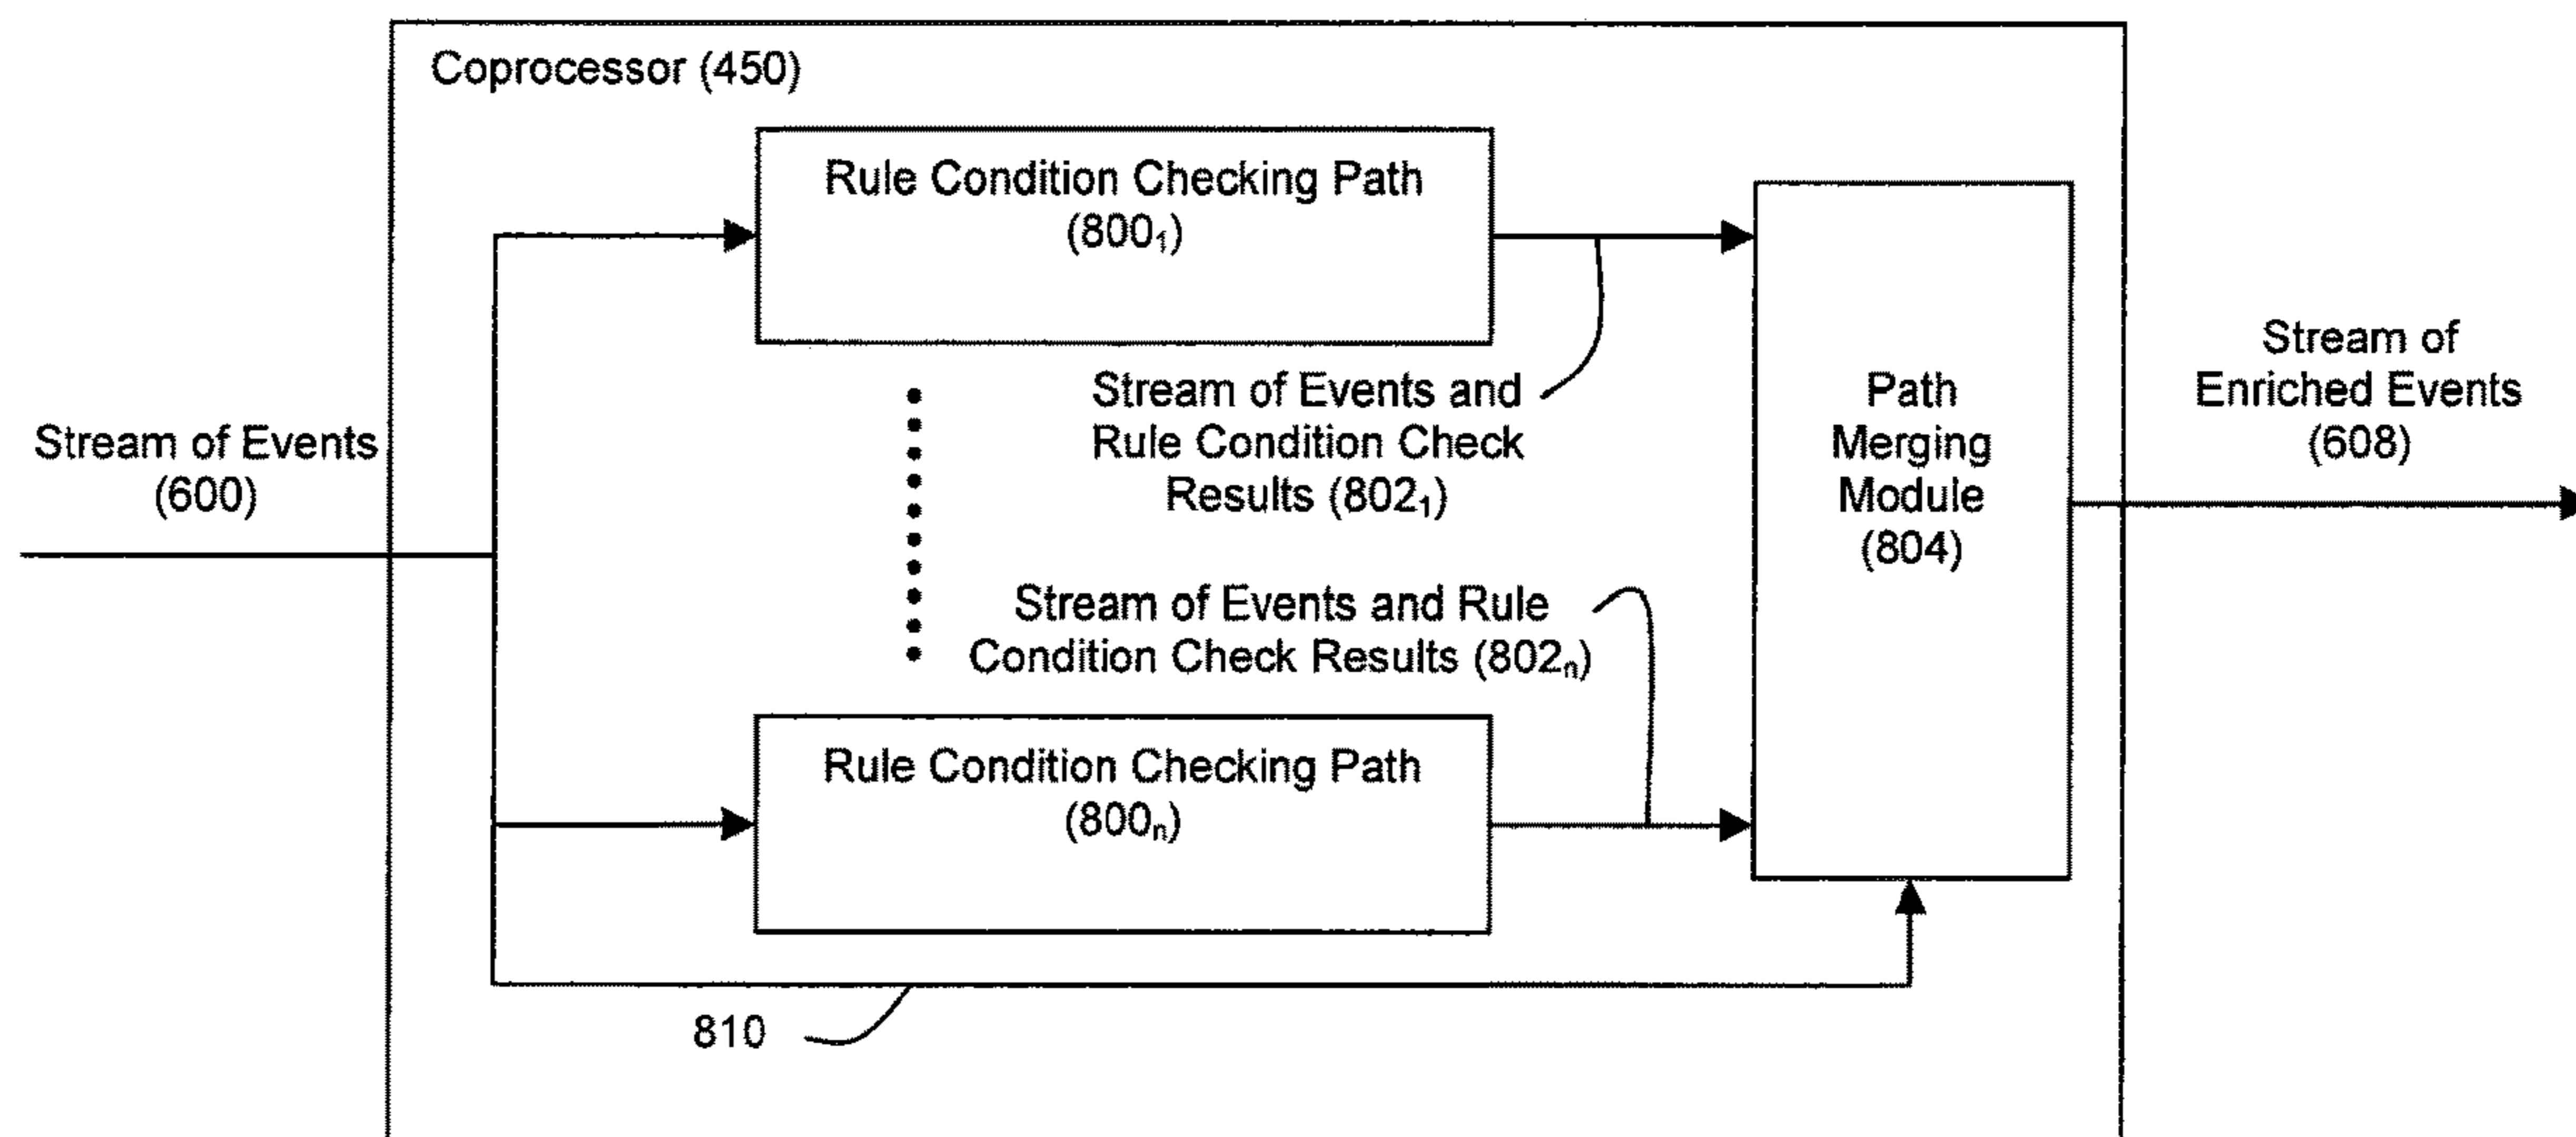 Coprocessor (450)
Rule Condition Checking Path
(800₁)
Stream of Events
(600)
Stream of Events and
Rule Condition Check
Results (802₁)
Stream of Events and Rule
Condition Check Results (802ₙ)
Rule Condition Checking Path
(800ₙ)
810
Path
Merging
Module
(804)
Stream of
Enriched Events
(608)